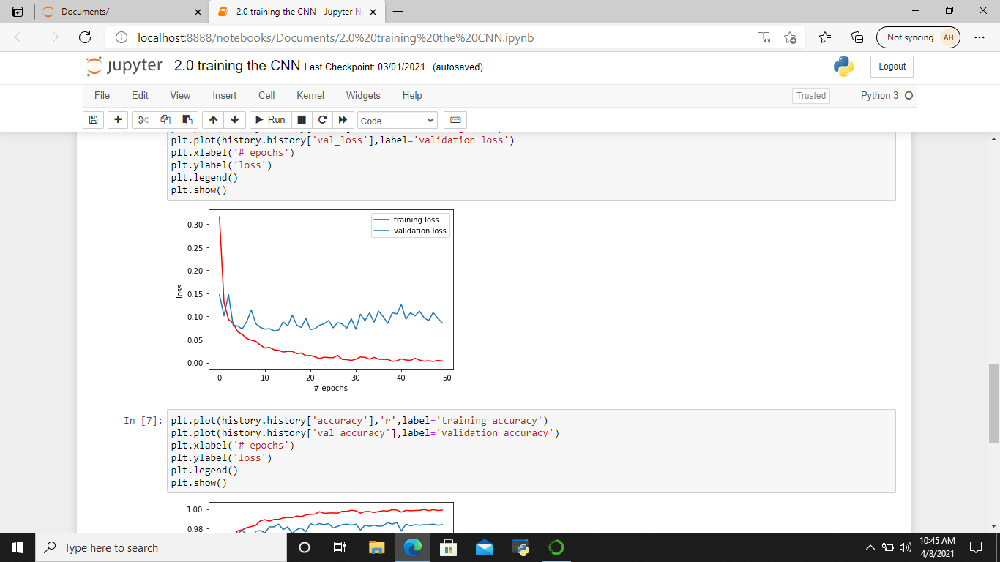 Documents/
2.0 training the CNN - Jupyter N
localhost:8888/notebooks/Documents/2.0%20training%20the%20CNN.ipynb
Not syncing
AH
jupyter
2.0 training the CNN Last Checkpoint: 03/01/2021 (autosaved)
Logout
File Edit View Insert Cell Kernel Widgets Help
Trusted
Python 3
Run
Code
plt.plot(history.history['val_loss'],label='validation loss')
plt.xlabel('# epochs')
plt.ylabel('loss')
plt.legend()
plt.show()
training loss
validation loss
0.30
0.25
0.20
0.15
0.10
0.05
0.00
loss
0 10 20 30 40 50
# epochs
In [7]:
plt.plot(history.history['accuracy'],'r',label='training accuracy')
plt.plot(history.history['val_accuracy'],label='validation accuracy')
plt.xlabel('# epochs')
plt.ylabel('loss')
plt.legend()
plt.show()
1.00
0.98
Type here to search
10:45 AM
4/8/2021